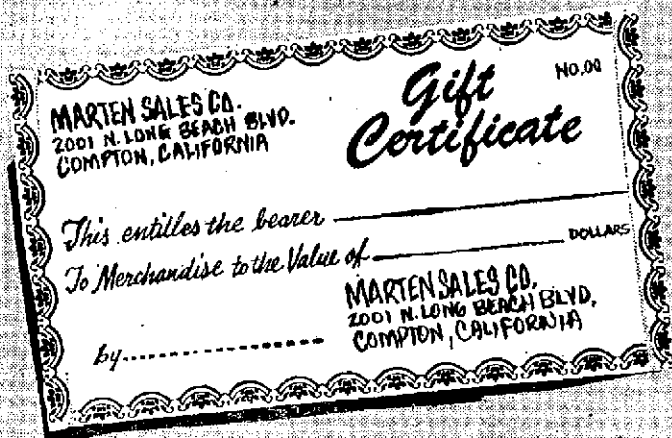 MARTEN SALES CO.
2001 N. LONG BEACH BLVD.
COMPTON, CALIFORNIA
Gift
Certificate
NO.00
This entitles the bearer
To Merchandise to the Value of
DOLLARS
MARTEN SALES CO.
2001 N. LONG BEACH BLVD.
COMPTON, CALIFORNIA
By